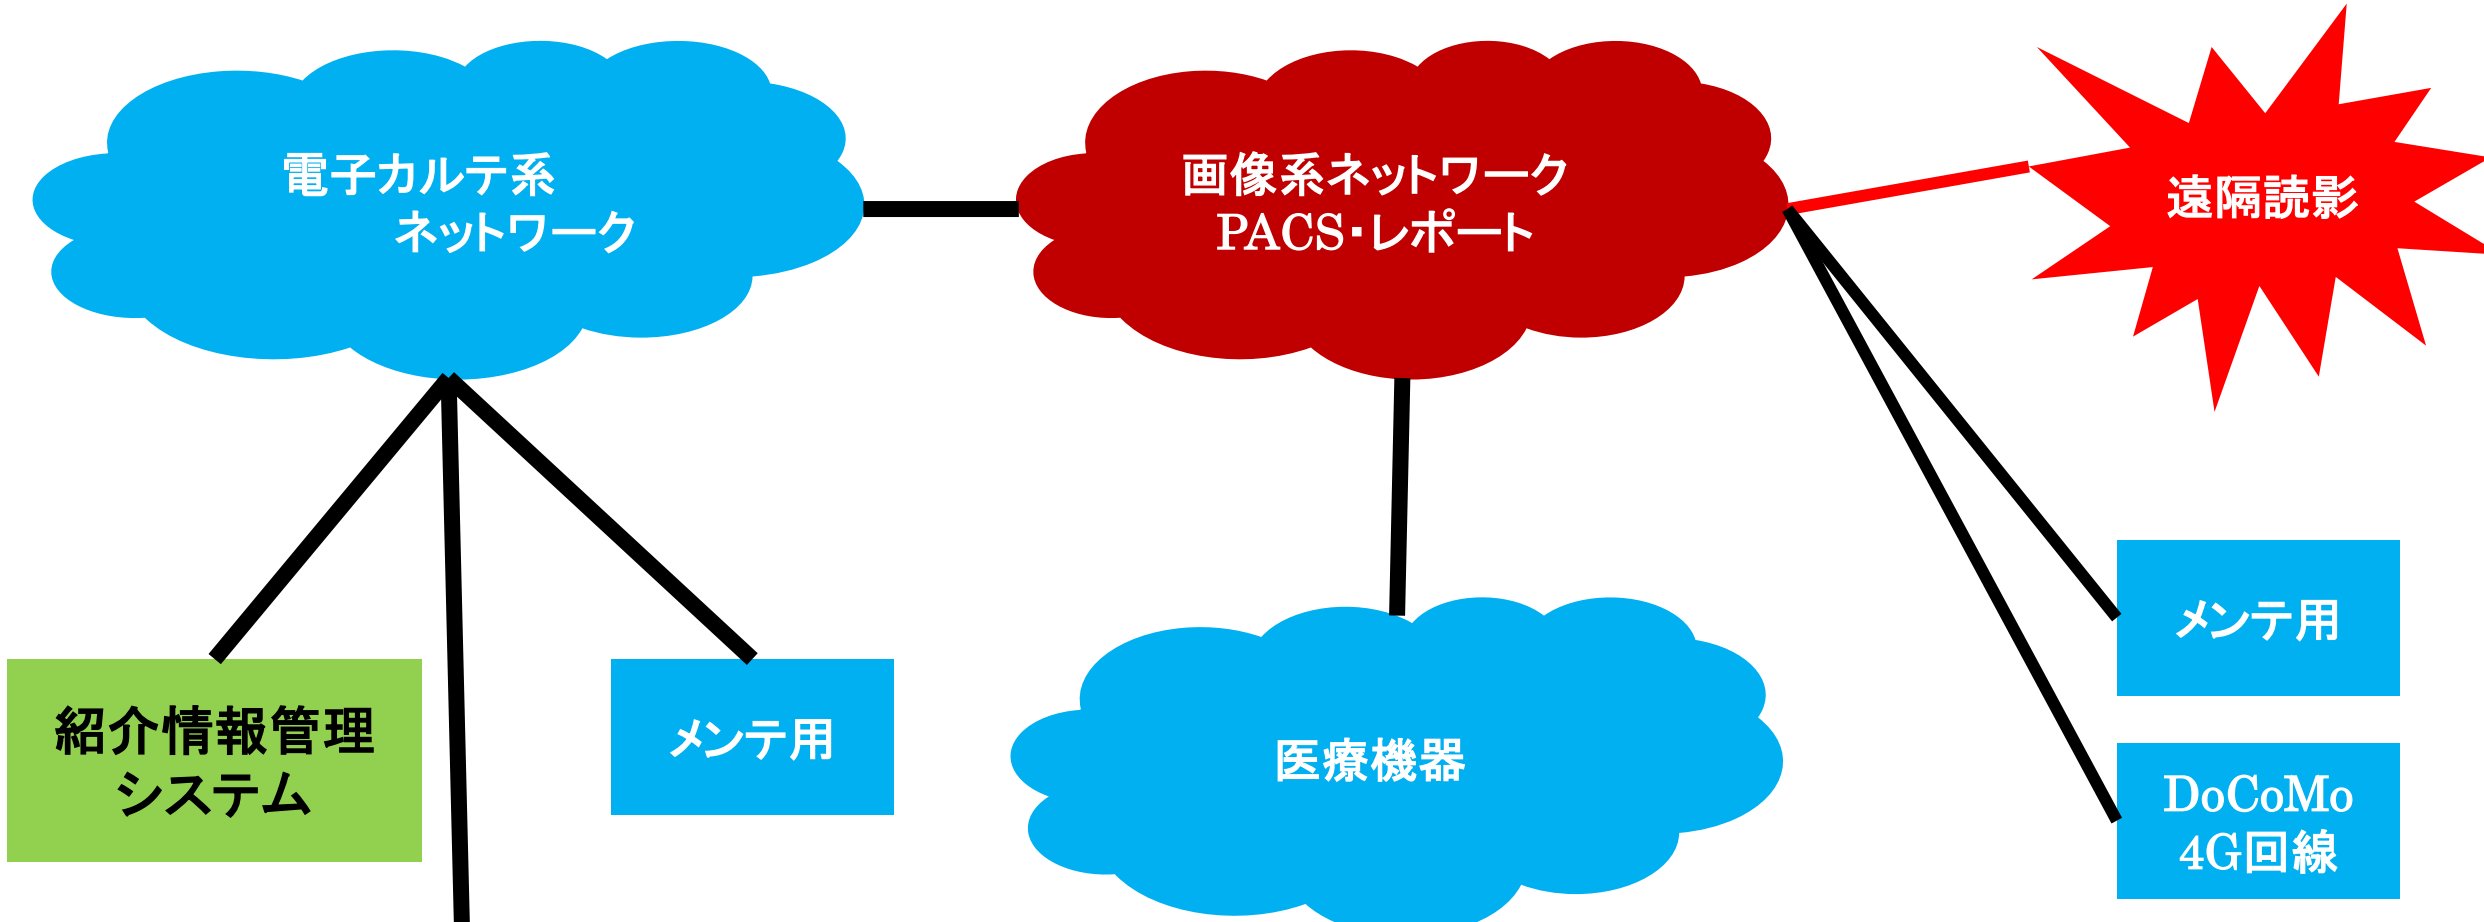 電子カルテ系
ネットワーク
画像系ネットワーク
PACS・レポート
遠隔読影
メンテ用
紹介情報管理
システム
メンテ用
医療機器
DoCoMo
4G回線